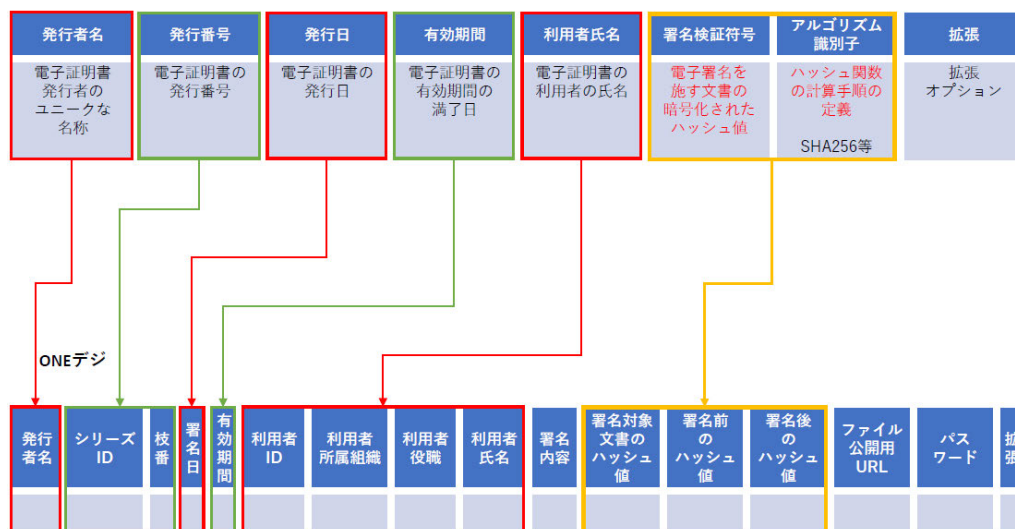 発行者名
発行番号
発行日
有効期間
利用者氏名
署名検証符号
アルゴリズム
識別子
拡張
電子証明書
発行者の
ユニークな
名称
電子証明書の
発行番号
電子証明書の
発行日
電子証明書の
有効期間の
満了日
電子証明書の
利用者の氏名
電子署名を
施す文書の
暗号化された
ハッシュ値
ハッシュ関数
の計算手順の
定義
SHA256等
拡張
オプション
ONEデジ
発行
者名
シリーズ
ID
枝
番
署
名
日
有
効
期
間
利用者
ID
利用者
所属組織
利用者
役職
利用者
氏名
署名
内容
署名対象
文書の
ハッシュ
値
署名前
の
ハッシュ
値
署名後
の
ハッシュ
値
ファイル
公開用
URL
パス
ワード
拡
張